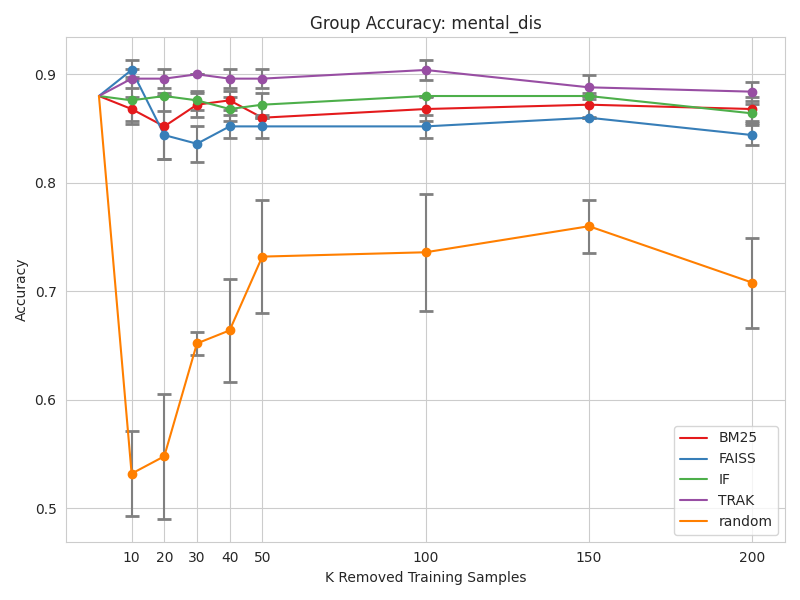 Group Accuracy: mental_dis
Accuracy
0.9
0.8
0.7
0.6
0.5
10 20 30 40 50 100 150 200
K Removed Training Samples
BM25
FAISS
IF
TRAK
random